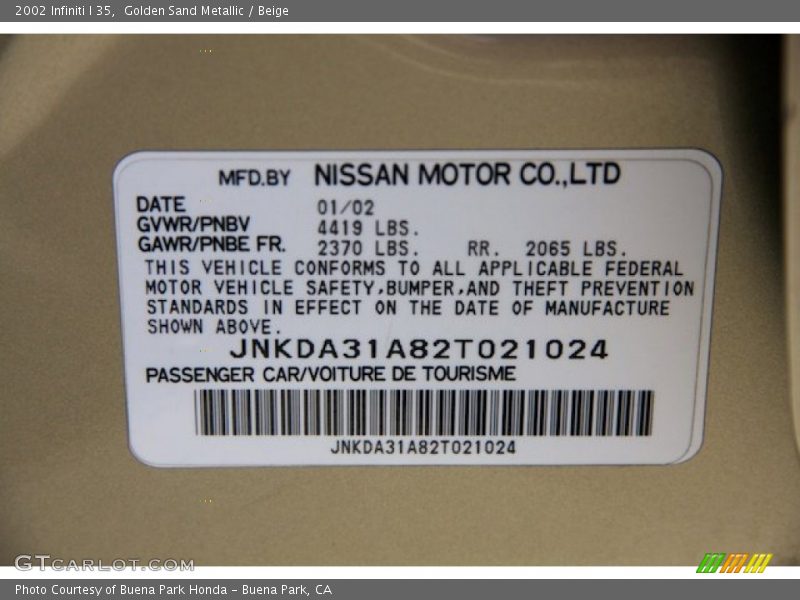 2002 Infiniti I 35,  Golden Sand Metallic / Beige
MFD.BY NISSAN MOTOR CO.,LTD
DATE 01/02
GVWR/PNBV 4419 LBS.
GAWR/PNBE FR. 2370 LBS. RR. 2065 LBS.
THIS VEHICLE CONFORMS TO ALL APPLICABLE FEDERAL
MOTOR VEHICLE SAFETY,BUMPER,AND THEFT PREVENTION
STANDARDS IN EFFECT ON THE DATE OF MANUFACTURE
SHOWN ABOVE.
JNKDA31A82T021024
PASSENGER CAR/VOITURE DE TOURISME
JNKDA31A82T021024
GTCARLOT.COM
Photo Courtesy of Buena Park Honda - Buena Park, CA